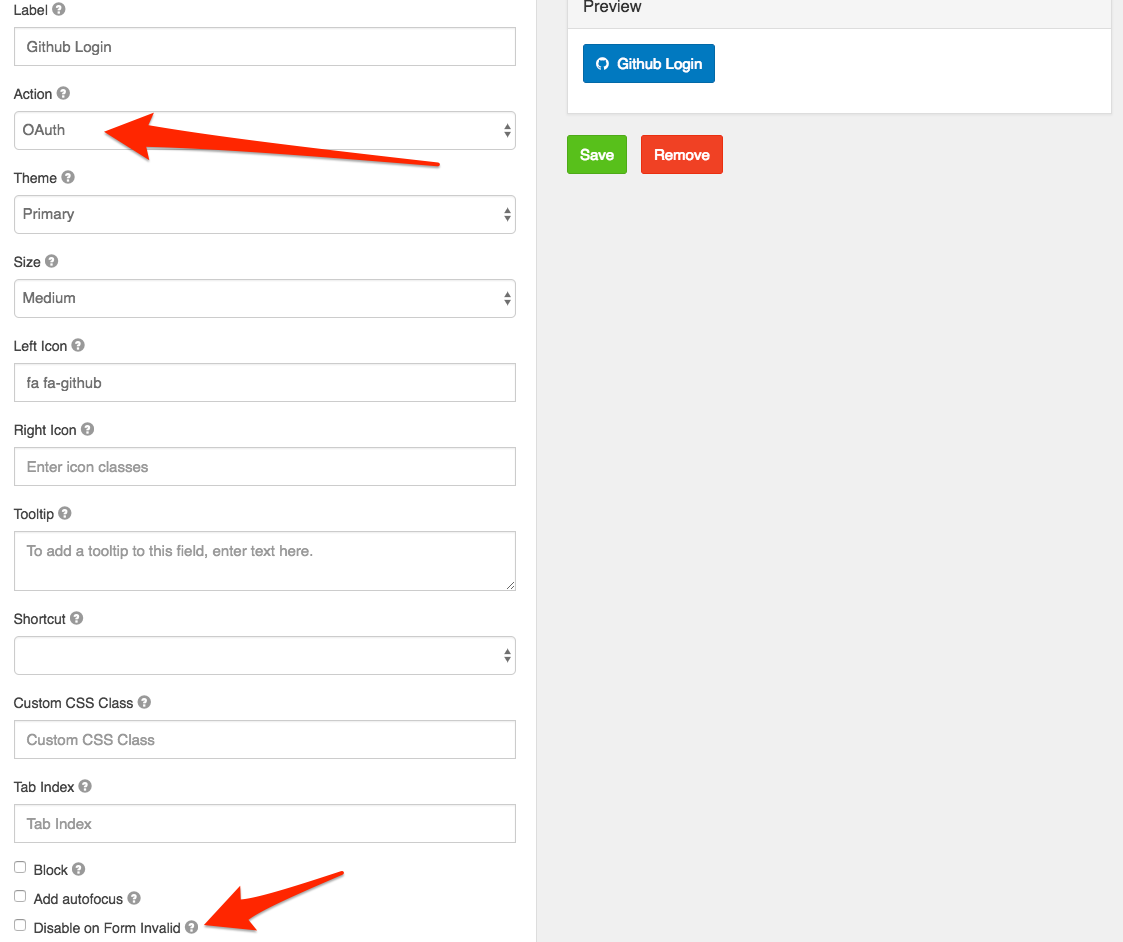 Label
Github Login
Action
OAuth
Theme
Primary
Size
Medium
Left Icon
fa fa-github
Right Icon
Enter icon classes
Tooltip
To add a tooltip to this field, enter text here.
Shortcut
Custom CSS Class
Custom CSS Class
Tab Index
Tab Index
Block
Add autofocus
Disable on Form Invalid
Preview
Github Login
Save Remove